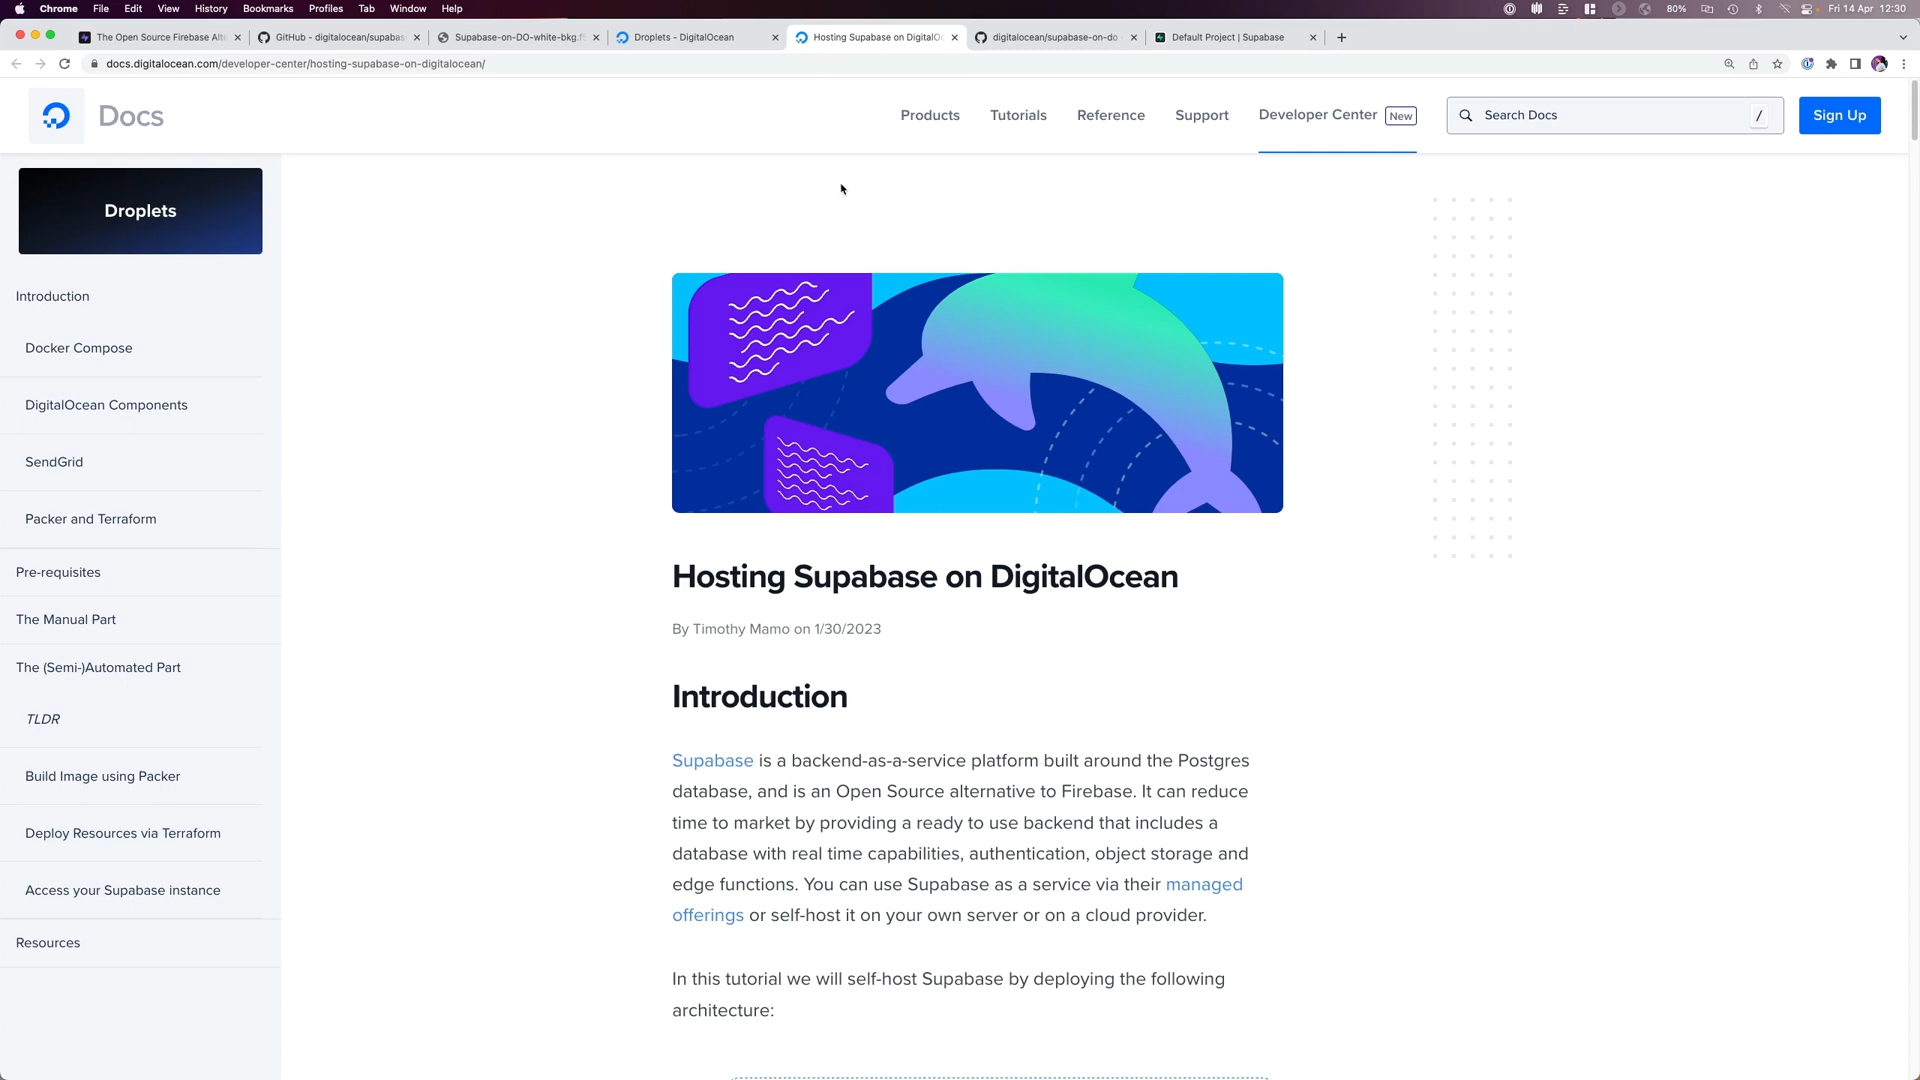 Chrome File Edit View History Bookmarks Profiles Tab Window Help 80% Fri 14 Apr 12:30
The Open Source Firebase Alte
GitHub - digitalocean/supabase
Supabase-on-DO-white-bkg.f
Droplets - DigitalOcean
Hosting Supabase on DigitalOc
digitalocean/supabase-on-do
Default Project | Supabase
docs.digitalocean.com/developer-center/hosting-supabase-on-digitalocean/
Docs
Products
Tutorials
Reference
Support
Developer Center New
Search Docs /
Sign Up
Droplets
Introduction
Docker Compose
DigitalOcean Components
SendGrid
Packer and Terraform
Pre-requisites
The Manual Part
The (Semi-)Automated Part
TLDR
Build Image using Packer
Deploy Resources via Terraform
Access your Supabase instance
Resources
Hosting Supabase on DigitalOcean
By Timothy Mamo on 1/30/2023
Introduction
Supabase is a backend-as-a-service platform built around the Postgres
database, and is an Open Source alternative to Firebase. It can reduce
time to market by providing a ready to use backend that includes a
database with real time capabilities, authentication, object storage and
edge functions. You can use Supabase as a service via their managed
offerings or self-host it on your own server or on a cloud provider.
In this tutorial we will self-host Supabase by deploying the following
architecture: